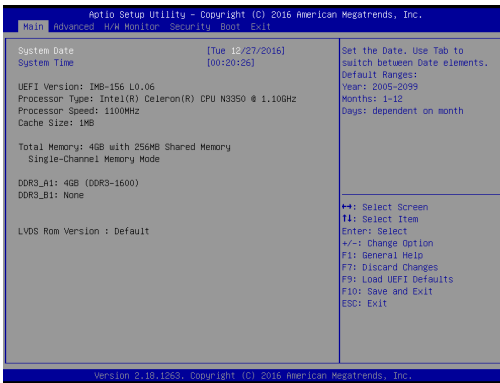 Aptio Setup Utility – Copyright (C) 2016 American Megatrends, Inc.
Main Advanced H/W Monitor Security Boot Exit
System Date [Tue 12/27/2016]
System Time [00:20:26]
UEFI Version: IMB-156 L0.06
Processor Type: Intel(R) Celeron(R) CPU N3350 @ 1.10GHz
Processor Speed: 1100MHz
Cache Size: 1MB
Total Memory: 4GB with 256MB Shared Memory
Single-Channel Memory Mode
DDR3_A1: 4GB (DDR3-1600)
DDR3_B1: None
LVDS Rom Version : Default
Set the Date. Use Tab to
switch between Date elements.
Default Ranges:
Year: 2005-2099
Months: 1-12
Days: dependent on month
↔: Select Screen
↑↓: Select Item
Enter: Select
+/-: Change Option
F1: General Help
F7: Discard Changes
F9: Load UEFI Defaults
F10: Save and Exit
ESC: Exit
Version 2.18.1263. Copyright (C) 2016 American Megatrends, Inc.